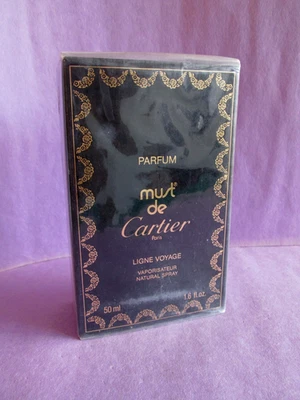 PARFUM
must
de
Cartier
Paris
LIGNE VOYAGE
VAPORISATEUR
NATURAL SPRAY
50 ml 1.6 fl.oz.